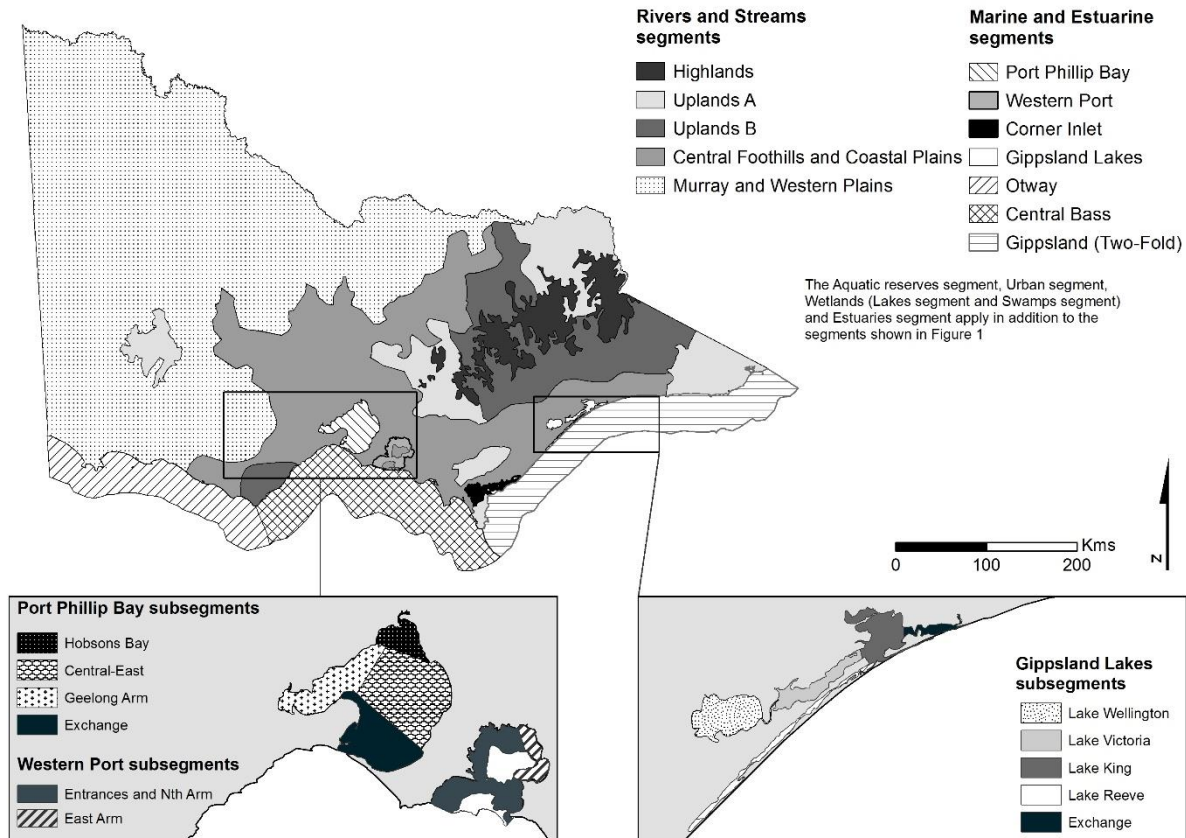 Rivers and Streams
segments
Highlands
Uplands A
Uplands B
Central Foothills and Coastal Plains
Murray and Western Plains
Marine and Estuarine
segments
Port Phillip Bay
Western Port
Corner Inlet
Gippsland Lakes
Otway
Central Bass
Gippsland (Two-Fold)
The Aquatic reserves segment, Urban segment,
Wetlands (Lakes segment and Swamps segment)
and Estuaries segment apply in addition to the
segments shown in Figure 1
Kms
0 100 200
N
Port Phillip Bay subsegments
Hobsons Bay
Central-East
Geelong Arm
Exchange
Western Port subsegments
Entrances and Nth Arm
East Arm
Gippsland Lakes
subsegments
Lake Wellington
Lake Victoria
Lake King
Lake Reeve
Exchange